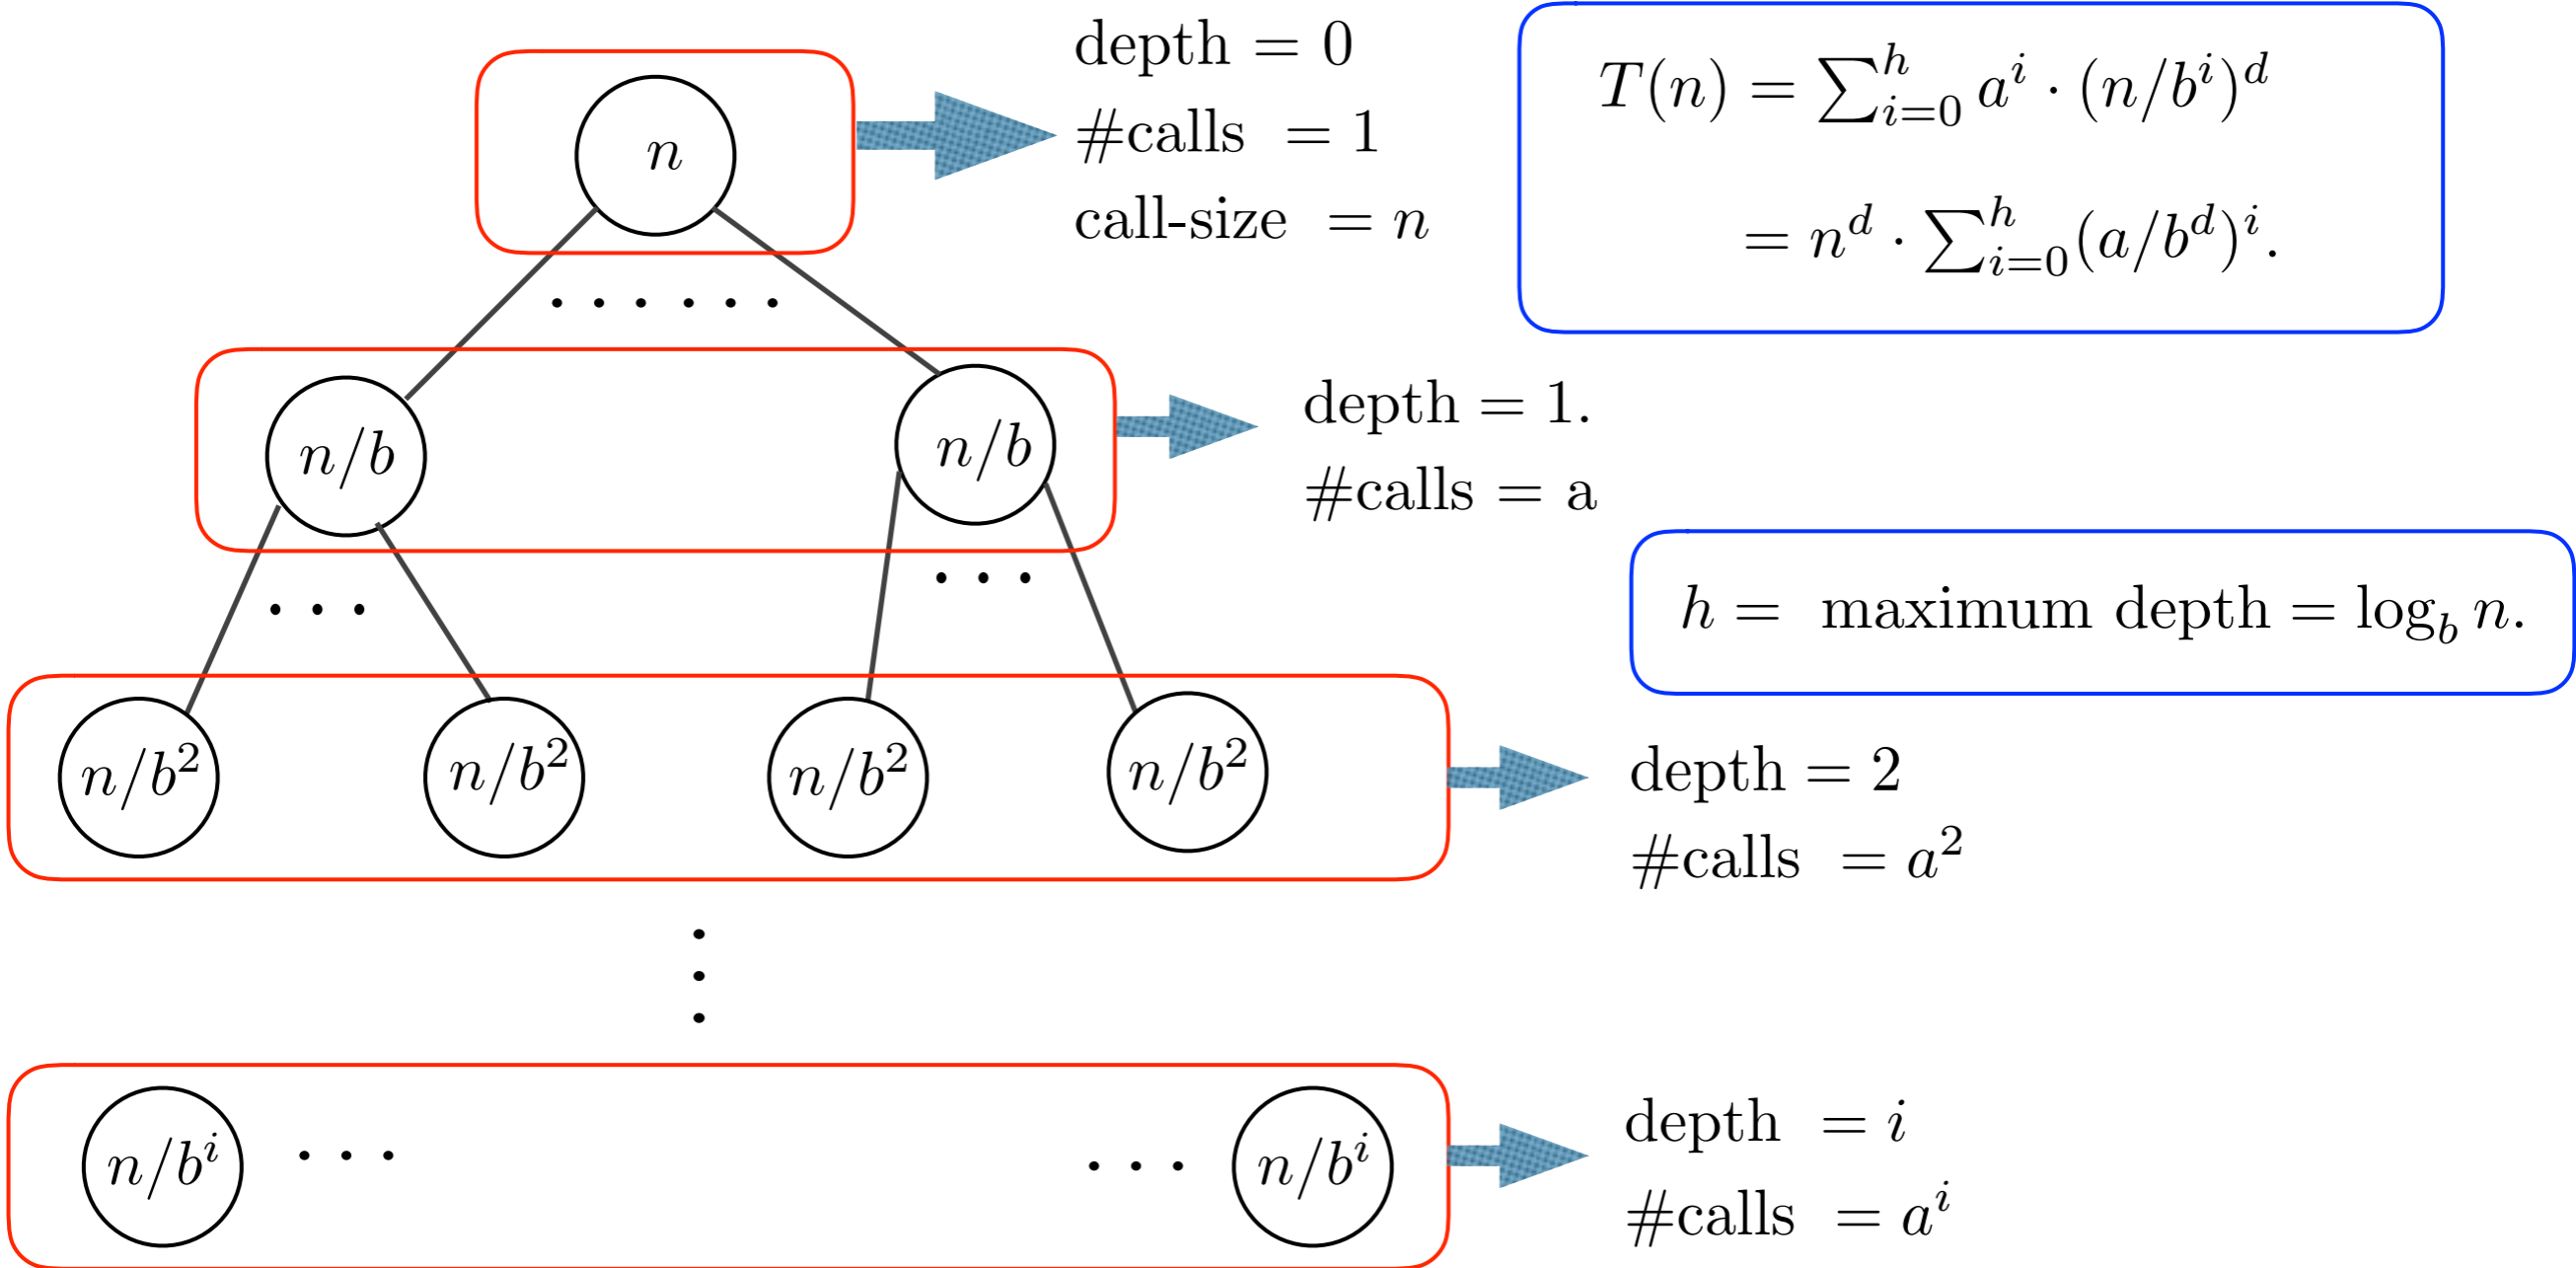 n
depth = 0
#calls = 1
call-size = n
T(n) = ∑_{i=0}^{h} a^i · (n/b^i)^d
= n^d · ∑_{i=0}^{h} (a/b^d)^i.
· · · · · ·
n/b
n/b
depth = 1.
#calls = a
· · ·
· · ·
h = maximum depth = log_b n.
n/b^2
n/b^2
n/b^2
n/b^2
depth = 2
#calls = a^2
n/b^i
· · ·
· · ·
n/b^i
depth = i
#calls = a^i